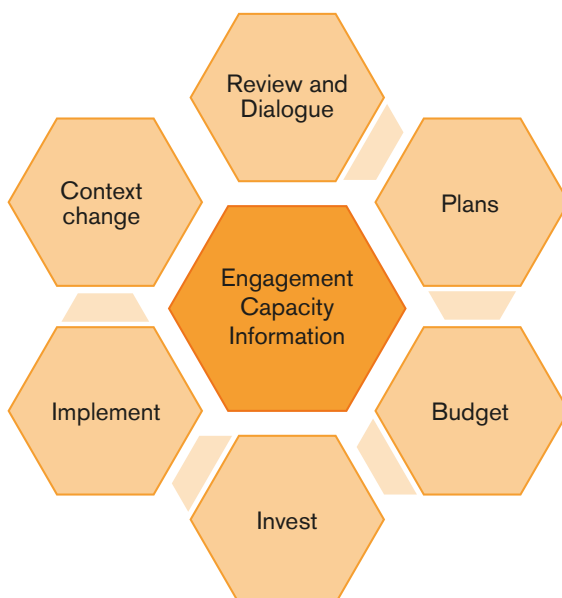 Review and
Dialogue
Context
change
Plans
Engagement
Capacity
Information
Implement
Budget
Invest